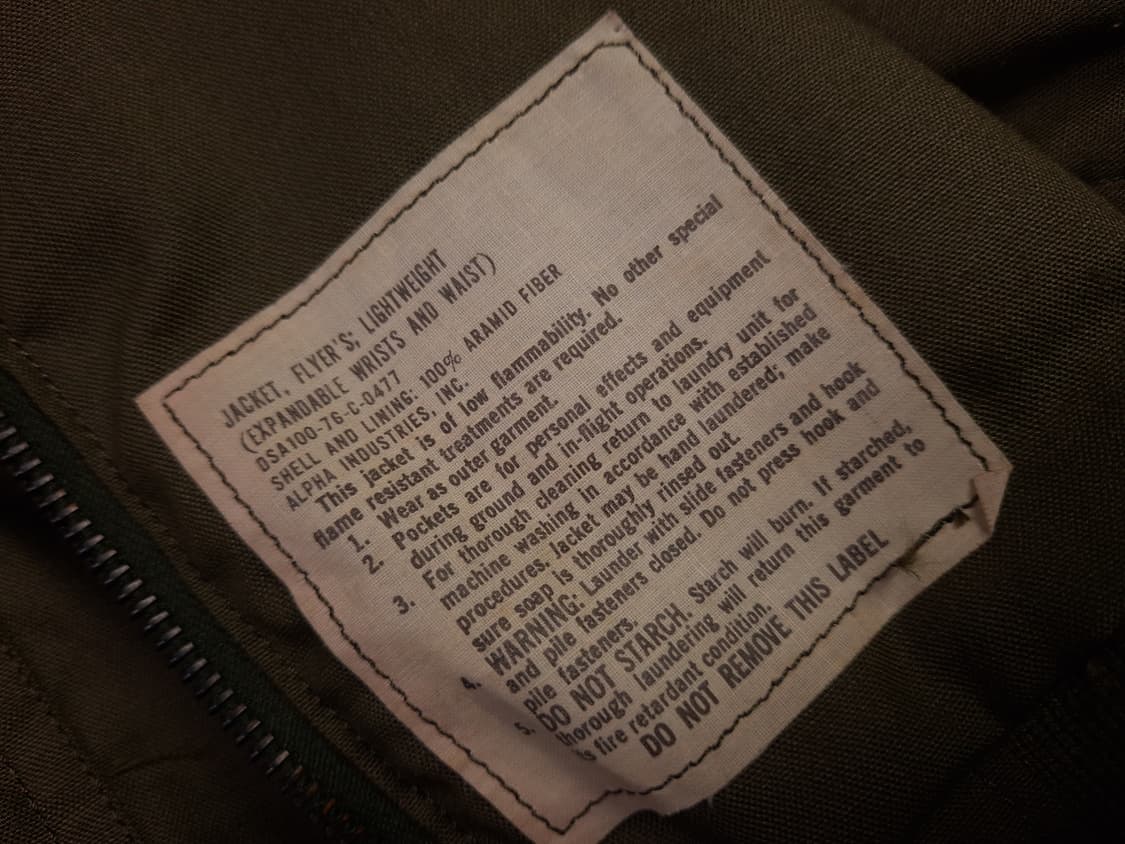 JACKET, FLYER'S; LIGHTWEIGHT
(EXPANDABLE WRISTS AND WAIST)
DSA100-76-C-0477
SHELL AND LINING: 100% ARAMID FIBER
ALPHA INDUSTRIES, INC.
This jacket is of low flammability. No other special
flame resistant treatments are required.
1. Wear as outer garment.
2. Pockets are for personal effects and equipment
during ground and in-flight operations.
3. For thorough cleaning return to laundry unit for
machine washing in accordance with established
procedures. Jacket may be hand laundered; make
sure soap is thoroughly rinsed out.
4. WARNING: Launder with slide fasteners and hook
and pile fasteners closed. Do not press hook and
pile fasteners.
5. DO NOT STARCH. Starch will burn. If starched,
thorough laundering will return this garment to
its fire retardant condition.
DO NOT REMOVE THIS LABEL